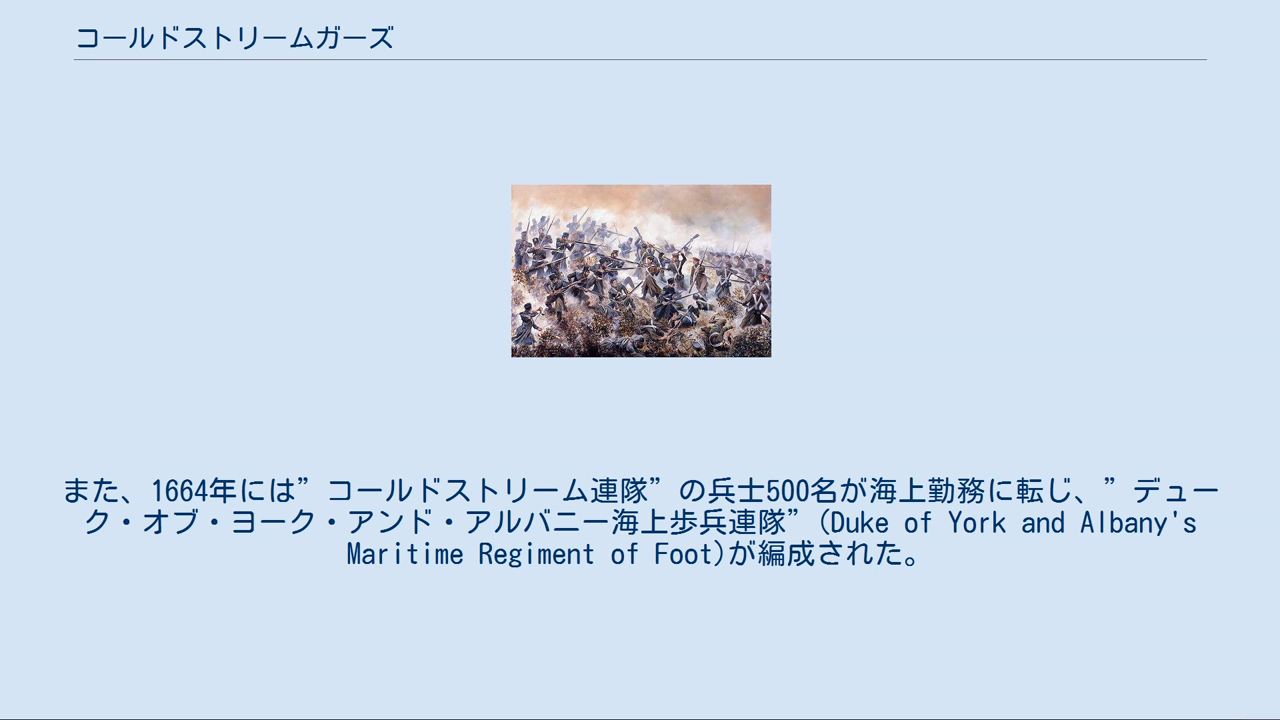 コールドストリームガーズ
また、1664年には”コールドストリーム連隊”の兵士500名が海上勤務に転じ、”デュー
ク・オブ・ヨーク・アンド・アルバニー海上歩兵連隊”(Duke of York and Albany's
Maritime Regiment of Foot)が編成された。